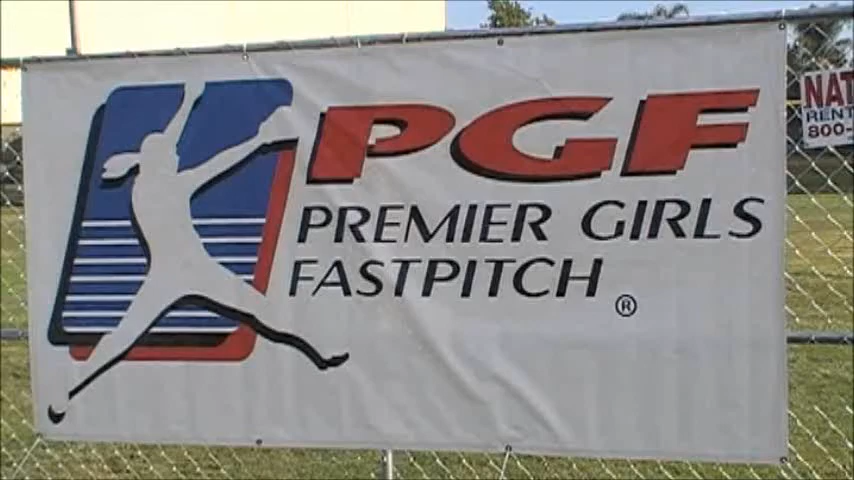 PGF
PREMIER GIRLS
FASTPITCH
®
NAT
RENT
800-